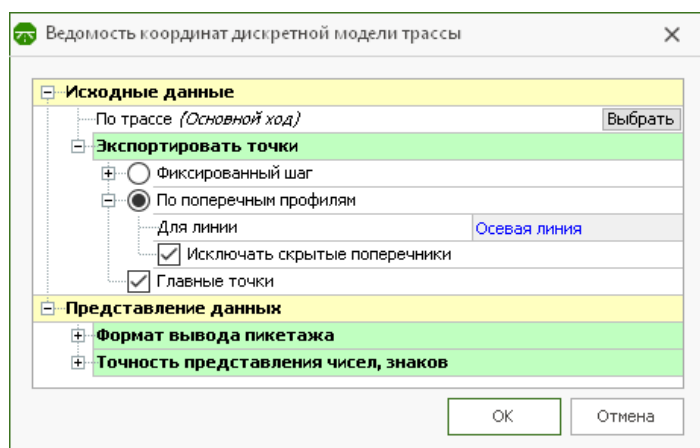 Ведомость координат дискретной модели трассы
Исходные данные
По трассе (Основной ход) Выбрать
Экспортировать точки
Фиксированный шаг
По поперечным профилям
Для линии Осевая линия
Исключать скрытые поперечники
Главные точки
Представление данных
Формат вывода пикетажа
Точность представления чисел, знаков
OK Отмена